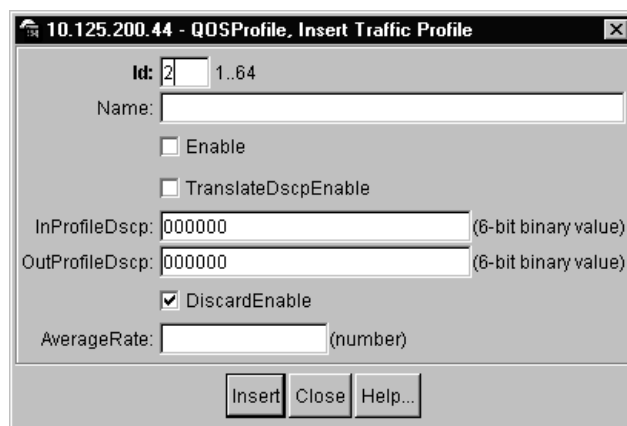 10.125.200.44 - QOSProfile, Insert Traffic Profile
Id: 2 1..64
Name:
Enable
TranslateDscpEnable
InProfileDscp: 000000 (6-bit binary value)
OutProfileDscp: 000000 (6-bit binary value)
DiscardEnable
AverageRate: (number)
Insert Close Help...